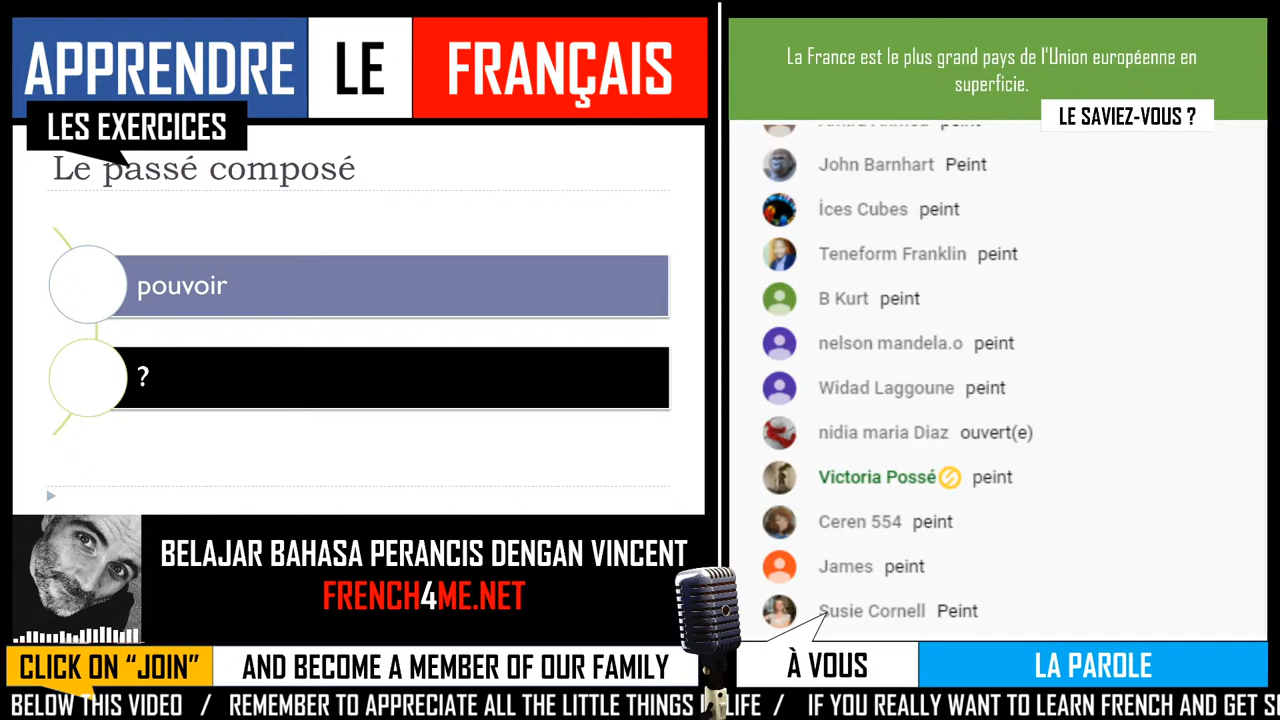 APPRENDRE LE FRANÇAIS
LES EXERCICES
Le passé composé
pouvoir
?
BELAJAR BAHASA PERANCIS DENGAN VINCENT
FRENCH4ME.NET
La France est le plus grand pays de l'Union européenne en
superficie.
LE SAVIEZ-VOUS ?
peint
John Barnhart Peint
İces Cubes peint
Teneform Franklin peint
B Kurt peint
nelson mandela.o peint
Widad Laggoune peint
nidia maria Diaz ouvert(e)
Victoria Possé peint
Ceren 554 peint
James peint
Susie Cornell Peint
CLICK ON “JOIN” AND BECOME A MEMBER OF OUR FAMILY
À VOUS LA PAROLE
BELOW THIS VIDEO / REMEMBER TO APPRECIATE ALL THE LITTLE THINGS LIFE / IF YOU REALLY WANT TO LEARN FRENCH AND GET